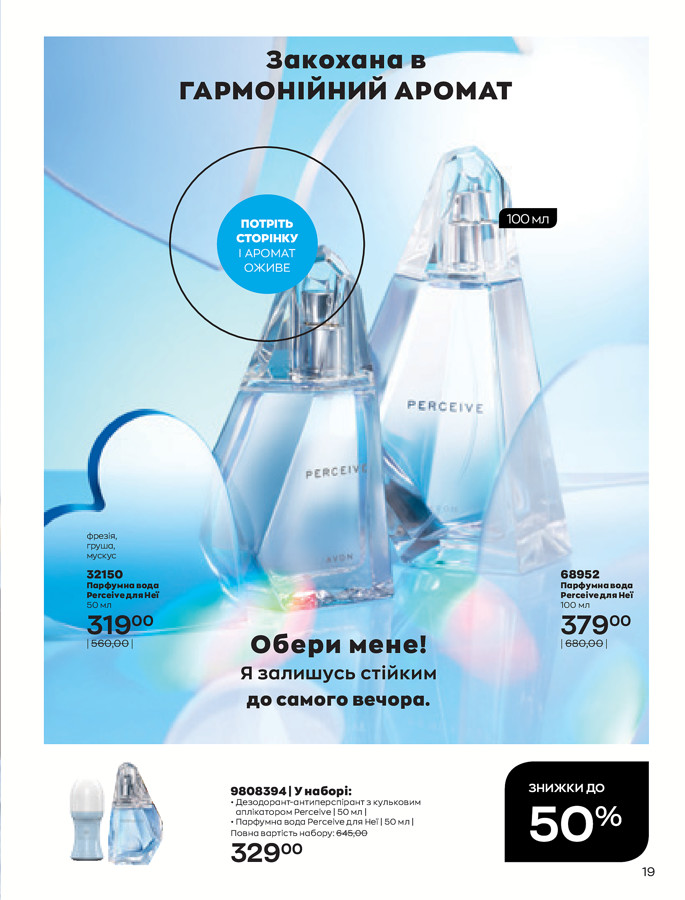 Закохана в
ГАРМОНІЙНИЙ АРОМАТ
100 мл
ПОТРІТЬ
СТОРІНКУ
І АРОМАТ
ОЖИВЕ
PERCEIVE
PERCEIVE
AVON
AVON
фрезія,
груша,
мускус
32150
Парфумна вода
Perceive для Неї
50 мл
319⁰⁰
| 560,00 |
68952
Парфумна вода
Perceive для Неї
100 мл
379⁰⁰
| 680,00 |
Обери мене!
Я залишусь стійким
до самого вечора.
9808394 | У наборі:
• Дезодорант-антиперспірант з кульковим
аплікатором Perceive | 50 мл |
• Парфумна вода Perceive для Неї | 50 мл |
Повна вартість набору: 645,00
329⁰⁰
ЗНИЖКИ ДО
50%
19